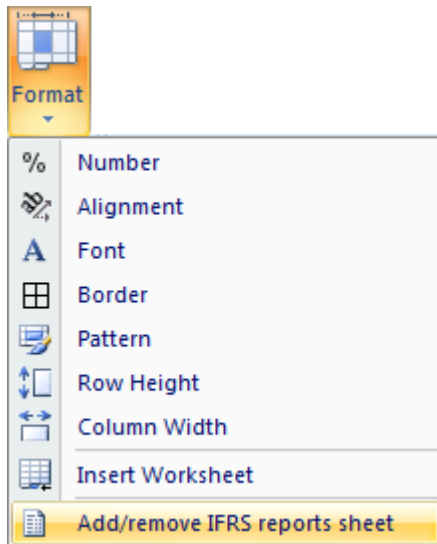 Format
% Number
Alignment
A Font
Border
Pattern
Row Height
Column Width
Insert Worksheet
Add/remove IFRS reports sheet